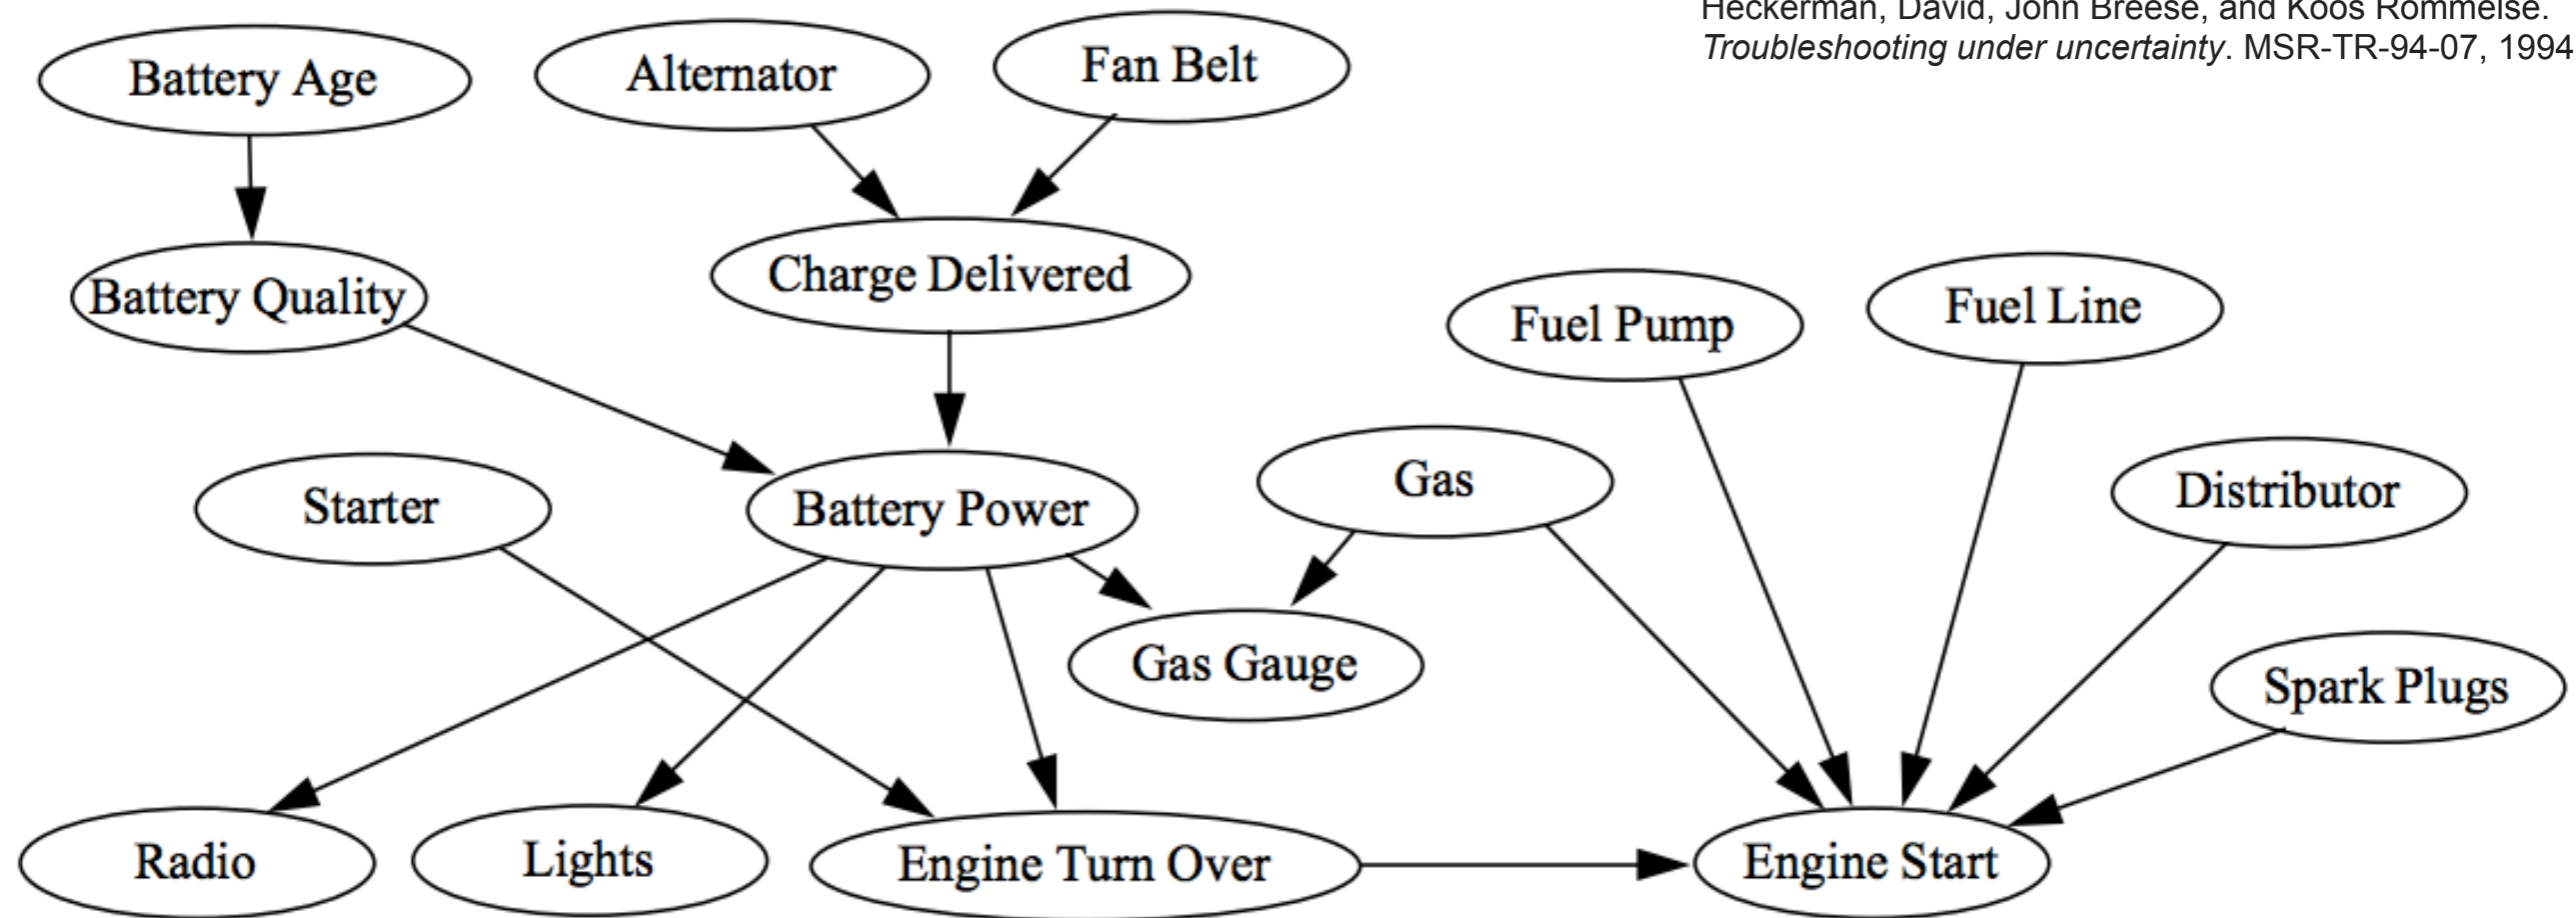 Heckerman, David, John Breese, and Koos Rommelse.
Troubleshooting under uncertainty. MSR-TR-94-07, 1994
Battery Age
Alternator
Fan Belt
Battery Quality
Charge Delivered
Fuel Pump
Fuel Line
Starter
Battery Power
Gas
Distributor
Gas Gauge
Spark Plugs
Radio
Lights
Engine Turn Over
Engine Start